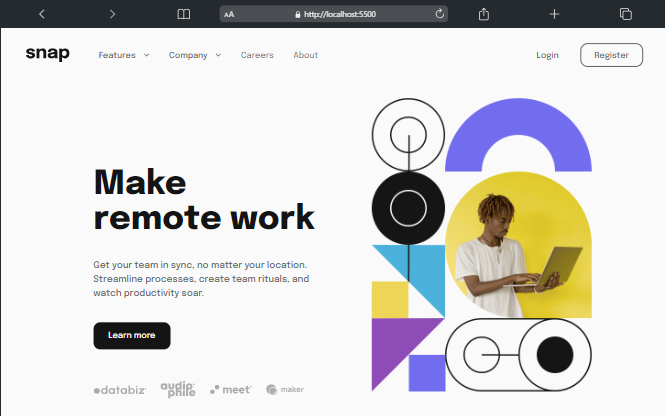 AA http://localhost:5500
snap Features Company Careers About Login Register
Make
remote work
Get your team in sync, no matter your location.
Streamline processes, create team rituals, and
watch productivity soar.
Learn more
databiz audiophile meet maker